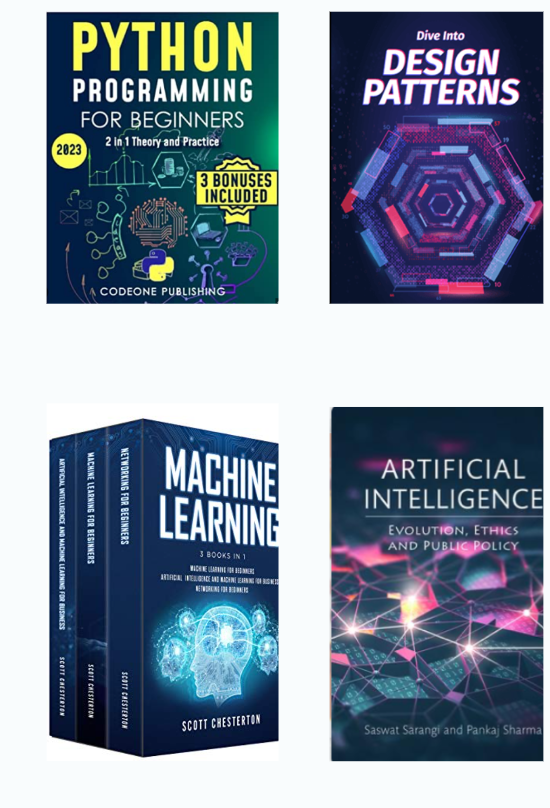 PYTHON
PROGRAMMING
FOR BEGINNERS
2 in 1 Theory and Practice
2023
3 BONUSES
INCLUDED
CODEONE PUBLISHING
Dive Into
DESIGN
PATTERNS
ARTIFICIAL INTELLIGENCE AND MACHINE LEARNING FOR BUSINESS
SCOTT CHESTERTON
MACHINE LEARNING FOR BEGINNERS
SCOTT CHESTERTON
NETWORKING FOR BEGINNERS
SCOTT CHESTERTON
MACHINE
LEARNING
3 BOOKS IN 1
MACHINE LEARNING FOR BEGINNERS
ARTIFICIAL INTELLIGENCE AND MACHINE LEARNING FOR BUSINESS
NETWORKING FOR BEGINNERS
SCOTT CHESTERTON
ARTIFICIAL
INTELLIGENCE
EVOLUTION, ETHICS
AND PUBLIC POLICY
Saswat Sarangi and Pankaj Sharma